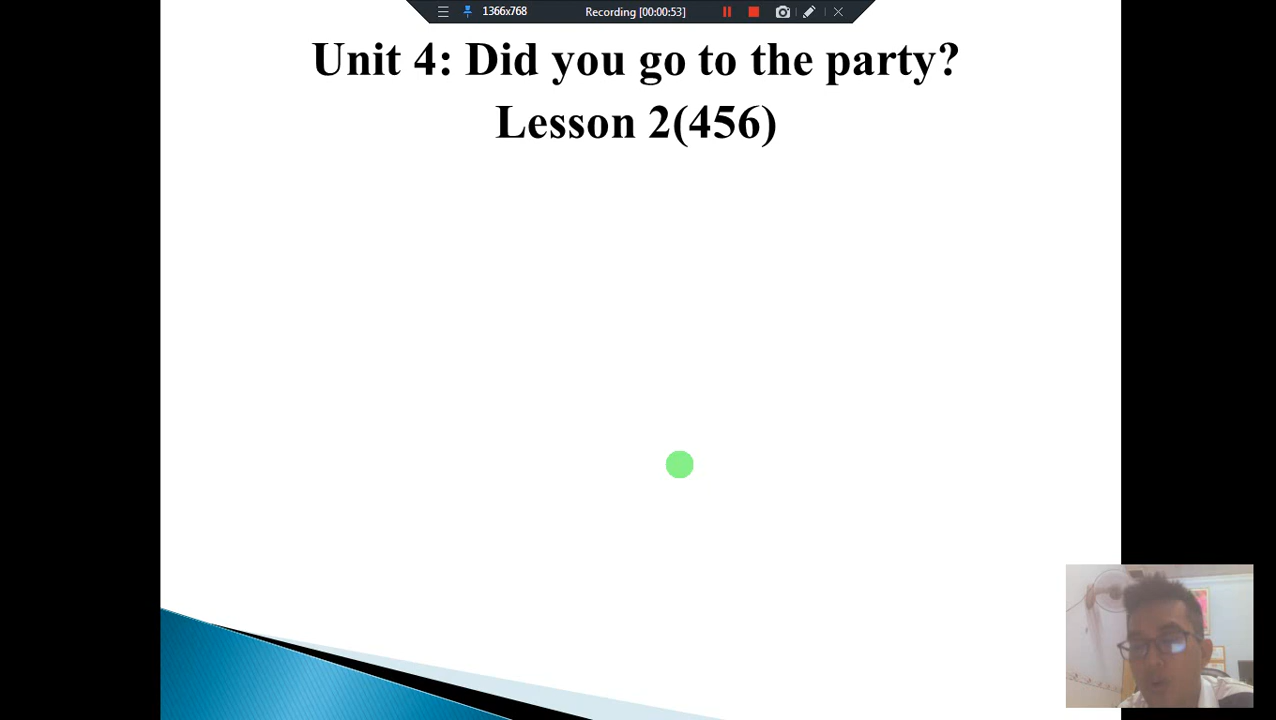 1366x768 Recording [00:00:53]
Unit 4: Did you go to the party?
Lesson 2(456)